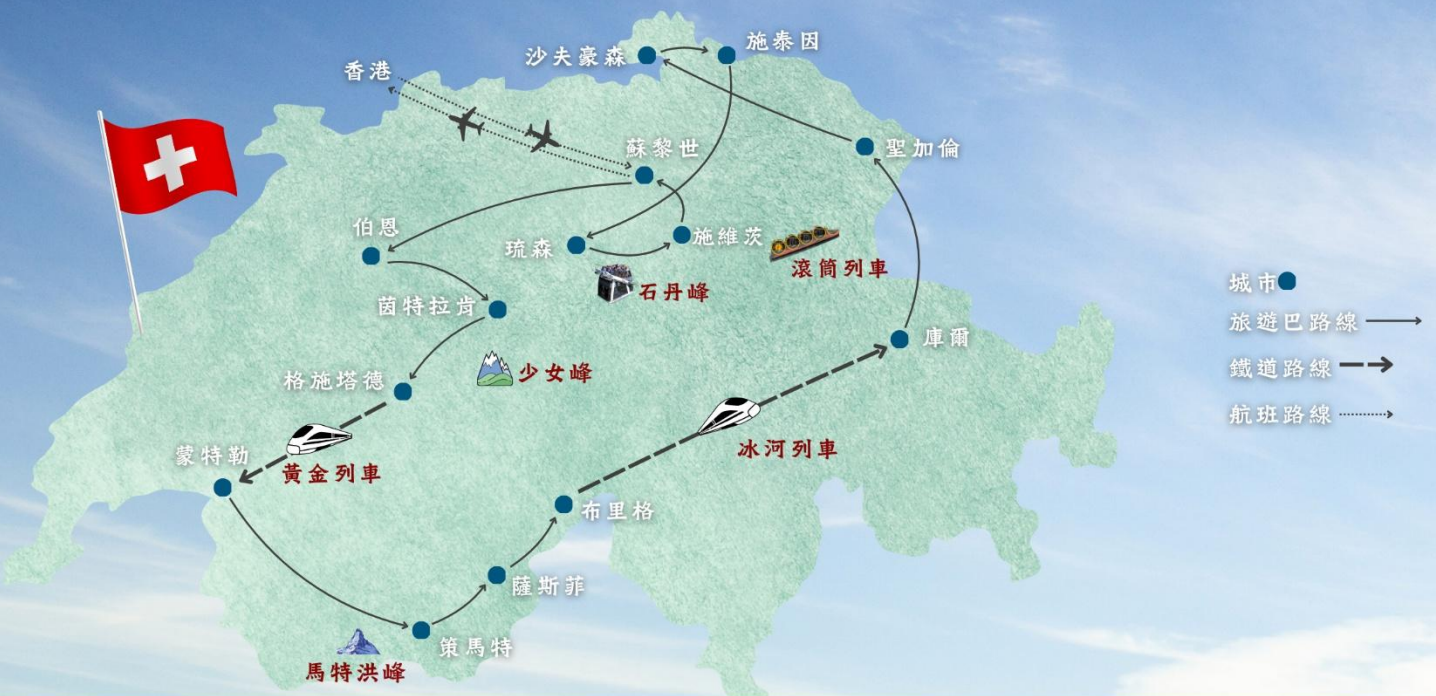 沙夫豪森
施泰因
香港
蘇黎世
聖加倫
伯恩
琉森
施維茨
滾筒列車
石丹峰
城市
茵特拉肯
旅遊巴路線
庫爾
鐵道路線
少女峰
格施塔德
航班路線
冰河列車
蒙特勒
黃金列車
布里格
薩斯菲
策馬特
馬特洪峰